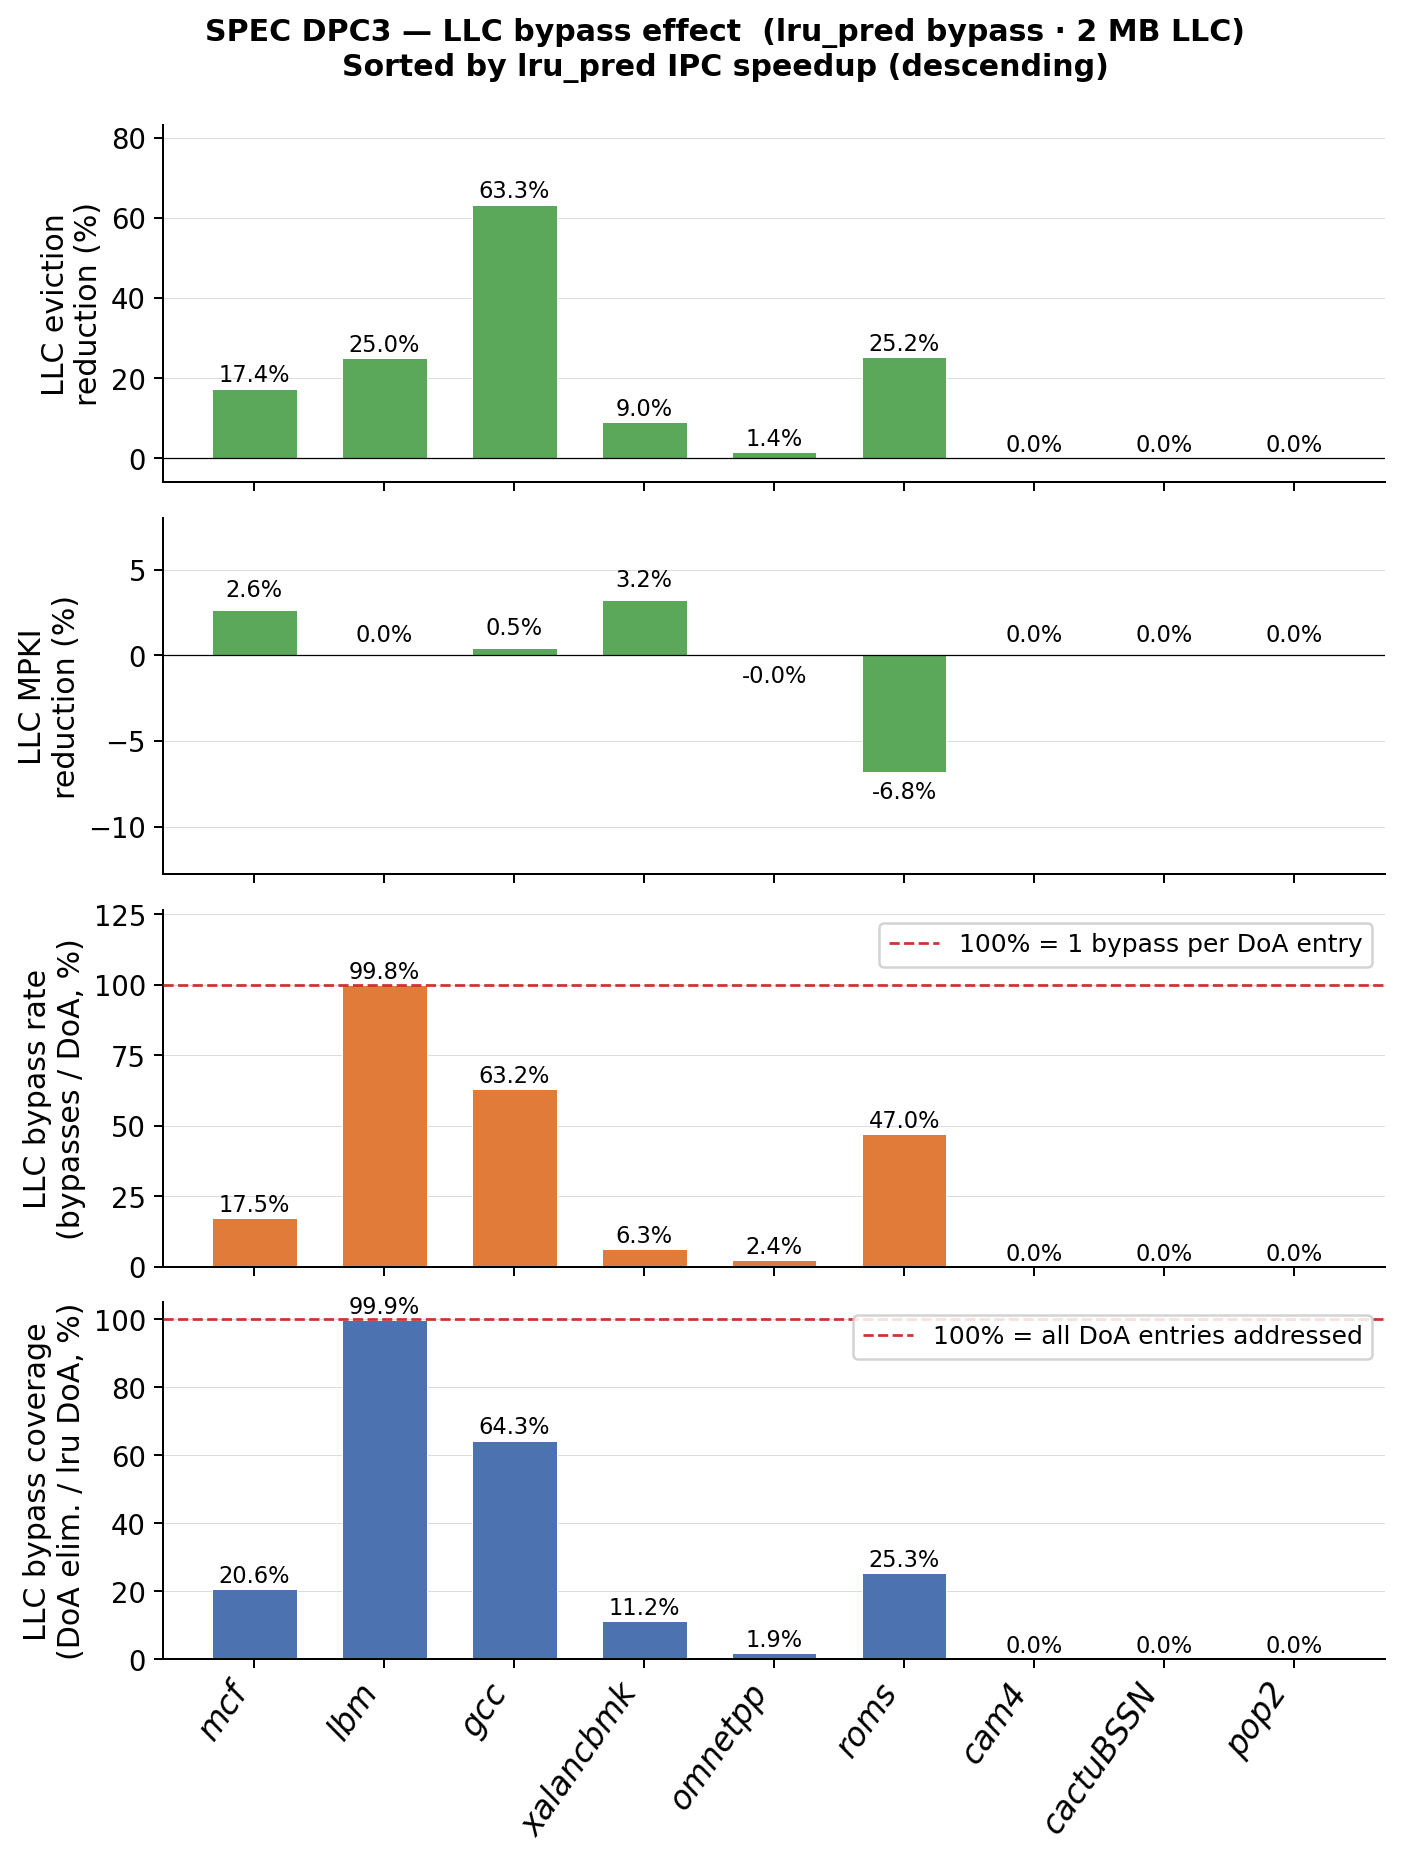 SPEC DPC3 — LLC bypass effect  (lru_pred bypass · 2 MB LLC)
Sorted by lru_pred IPC speedup (descending)
LLC eviction
reduction (%)
80
60
40
20
0
17.4%
25.0%
63.3%
9.0%
1.4%
25.2%
0.0%
0.0%
0.0%
LLC MPKI
reduction (%)
5
0
−5
−10
2.6%
0.0%
0.5%
3.2%
-0.0%
-6.8%
0.0%
0.0%
0.0%
LLC bypass rate
(bypasses / DoA, %)
125
100
75
50
25
0
100% = 1 bypass per DoA entry
17.5%
99.8%
63.2%
6.3%
2.4%
47.0%
0.0%
0.0%
0.0%
LLC bypass coverage
(DoA elim. / lru DoA, %)
100
80
60
40
20
0
100% = all DoA entries addressed
20.6%
99.9%
64.3%
11.2%
1.9%
25.3%
0.0%
0.0%
0.0%
mcf
lbm
gcc
xalancbmk
omnetpp
roms
cam4
cactuBSSN
pop2